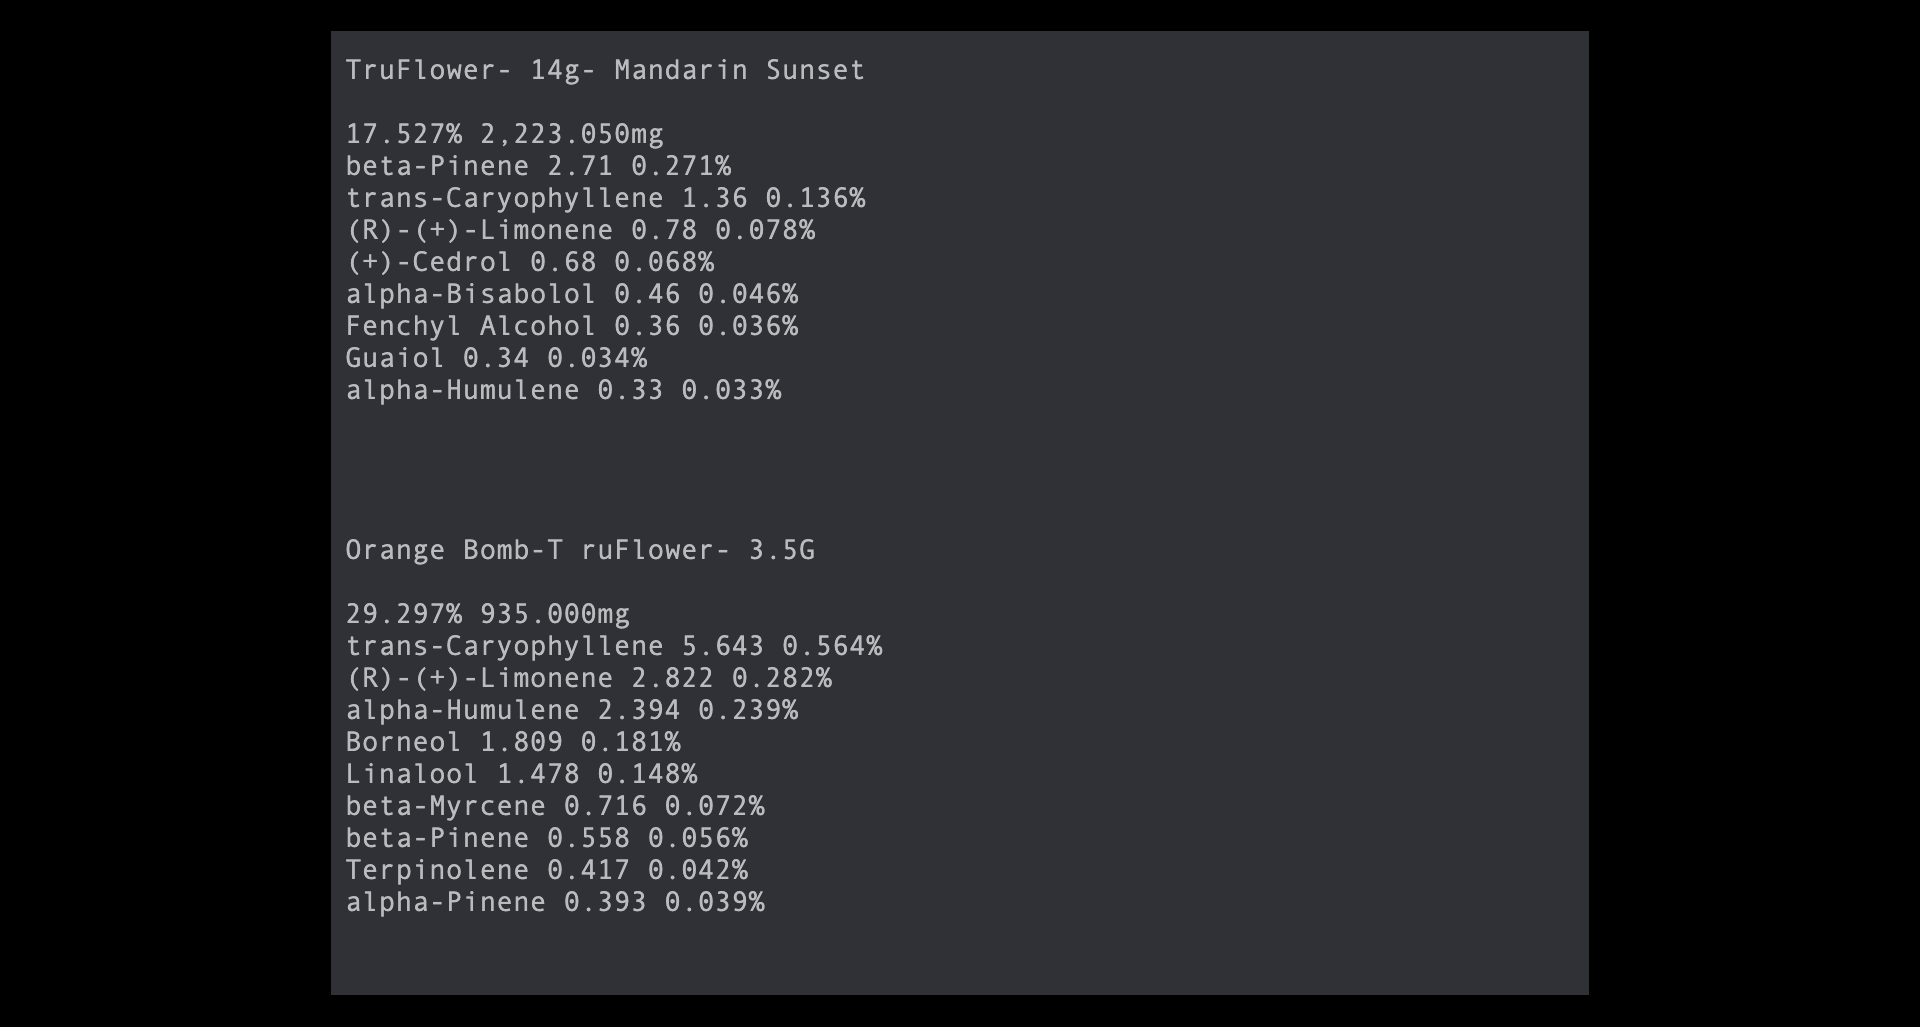 TruFlower- 14g- Mandarin Sunset
17.527% 2,223.050mg
beta-Pinene 2.71 0.271%
trans-Caryophyllene 1.36 0.136%
(R)-(+)-Limonene 0.78 0.078%
(+)-Cedrol 0.68 0.068%
alpha-Bisabolol 0.46 0.046%
Fenchyl Alcohol 0.36 0.036%
Guaiol 0.34 0.034%
alpha-Humulene 0.33 0.033%
Orange Bomb-T ruFlower- 3.5G
29.297% 935.000mg
trans-Caryophyllene 5.643 0.564%
(R)-(+)-Limonene 2.822 0.282%
alpha-Humulene 2.394 0.239%
Borneol 1.809 0.181%
Linalool 1.478 0.148%
beta-Myrcene 0.716 0.072%
beta-Pinene 0.558 0.056%
Terpinolene 0.417 0.042%
alpha-Pinene 0.393 0.039%